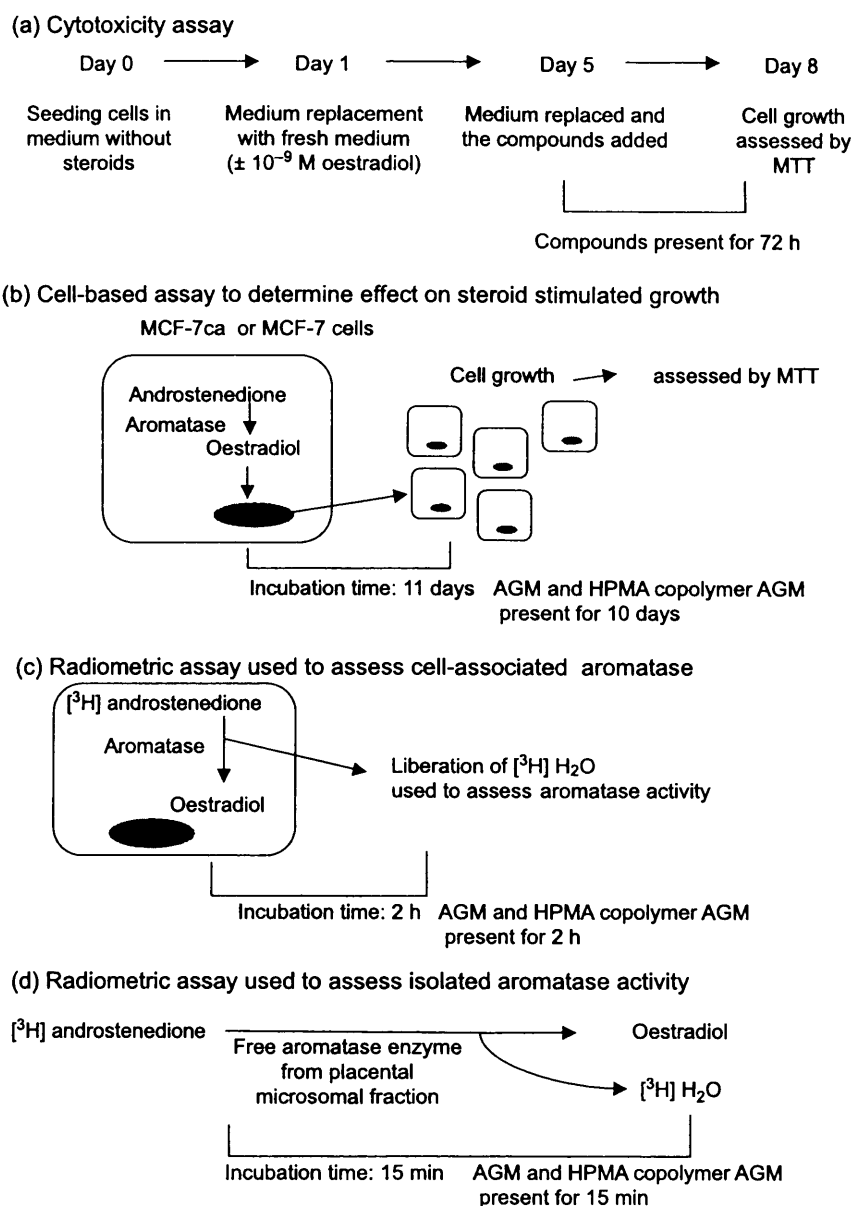 (a) Cytotoxicity assay
Day 0 Day 1 Day 5 Day 8
Seeding cells in
medium without
steroids
Medium replacement
with fresh medium
(± 10⁻⁹ M oestradiol)
Medium replaced and
the compounds added
Cell growth
assessed by
MTT
Compounds present for 72 h
(b) Cell-based assay to determine effect on steroid stimulated growth
MCF-7ca or MCF-7 cells
Androstenedione
Aromatase
Oestradiol
Cell growth assessed by MTT
Incubation time: 11 days AGM and HPMA copolymer AGM
present for 10 days
(c) Radiometric assay used to assess cell-associated aromatase
[³H] androstenedione
Aromatase
Oestradiol
Liberation of [³H] H₂O
used to assess aromatase activity
Incubation time: 2 h AGM and HPMA copolymer AGM
present for 2 h
(d) Radiometric assay used to assess isolated aromatase activity
[³H] androstenedione Oestradiol
Free aromatase enzyme
from placental
microsomal fraction
[³H] H₂O
Incubation time: 15 min AGM and HPMA copolymer AGM
present for 15 min